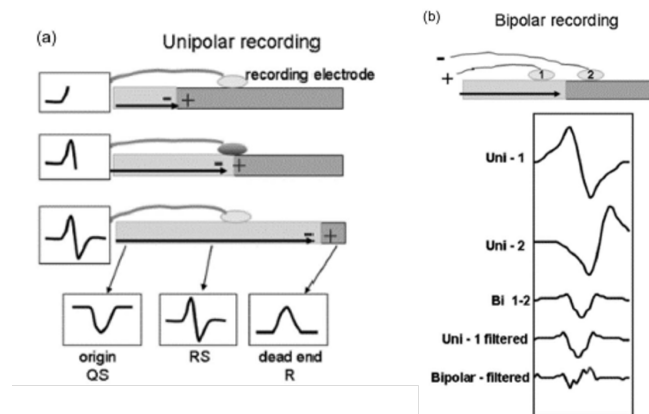 (a)
Unipolar recording
recording electrode
- +
- +
- +
origin
QS
RS
dead end
R
(b)
Bipolar recording
-
+
1 2
Uni - 1
Uni - 2
Bi 1-2
Uni - 1 filtered
Bipolar - filtered